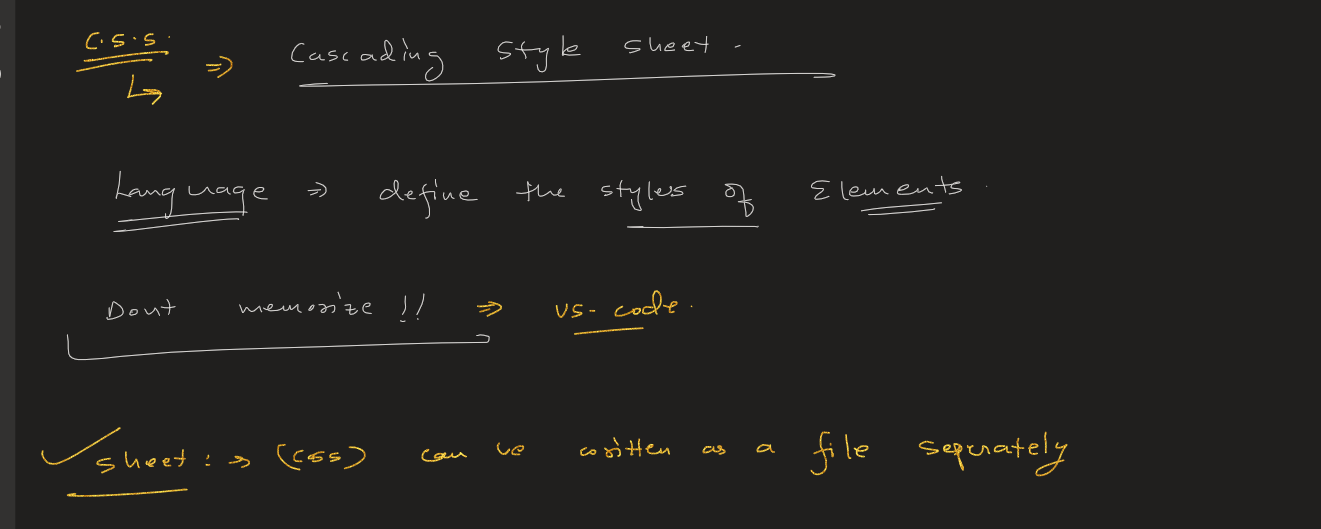 C.S.S. ⇒ Cascading Style sheet.
↳
Language ⇒ define the styles of Elements.
Dont memorize !! ⇒ vs-code.
✓ sheet : → (css) can be written as a file seperately